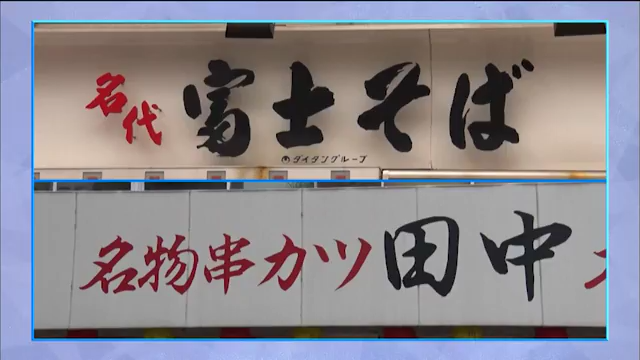 名代 富士そば
ダイタングループ
名物串カツ 田中